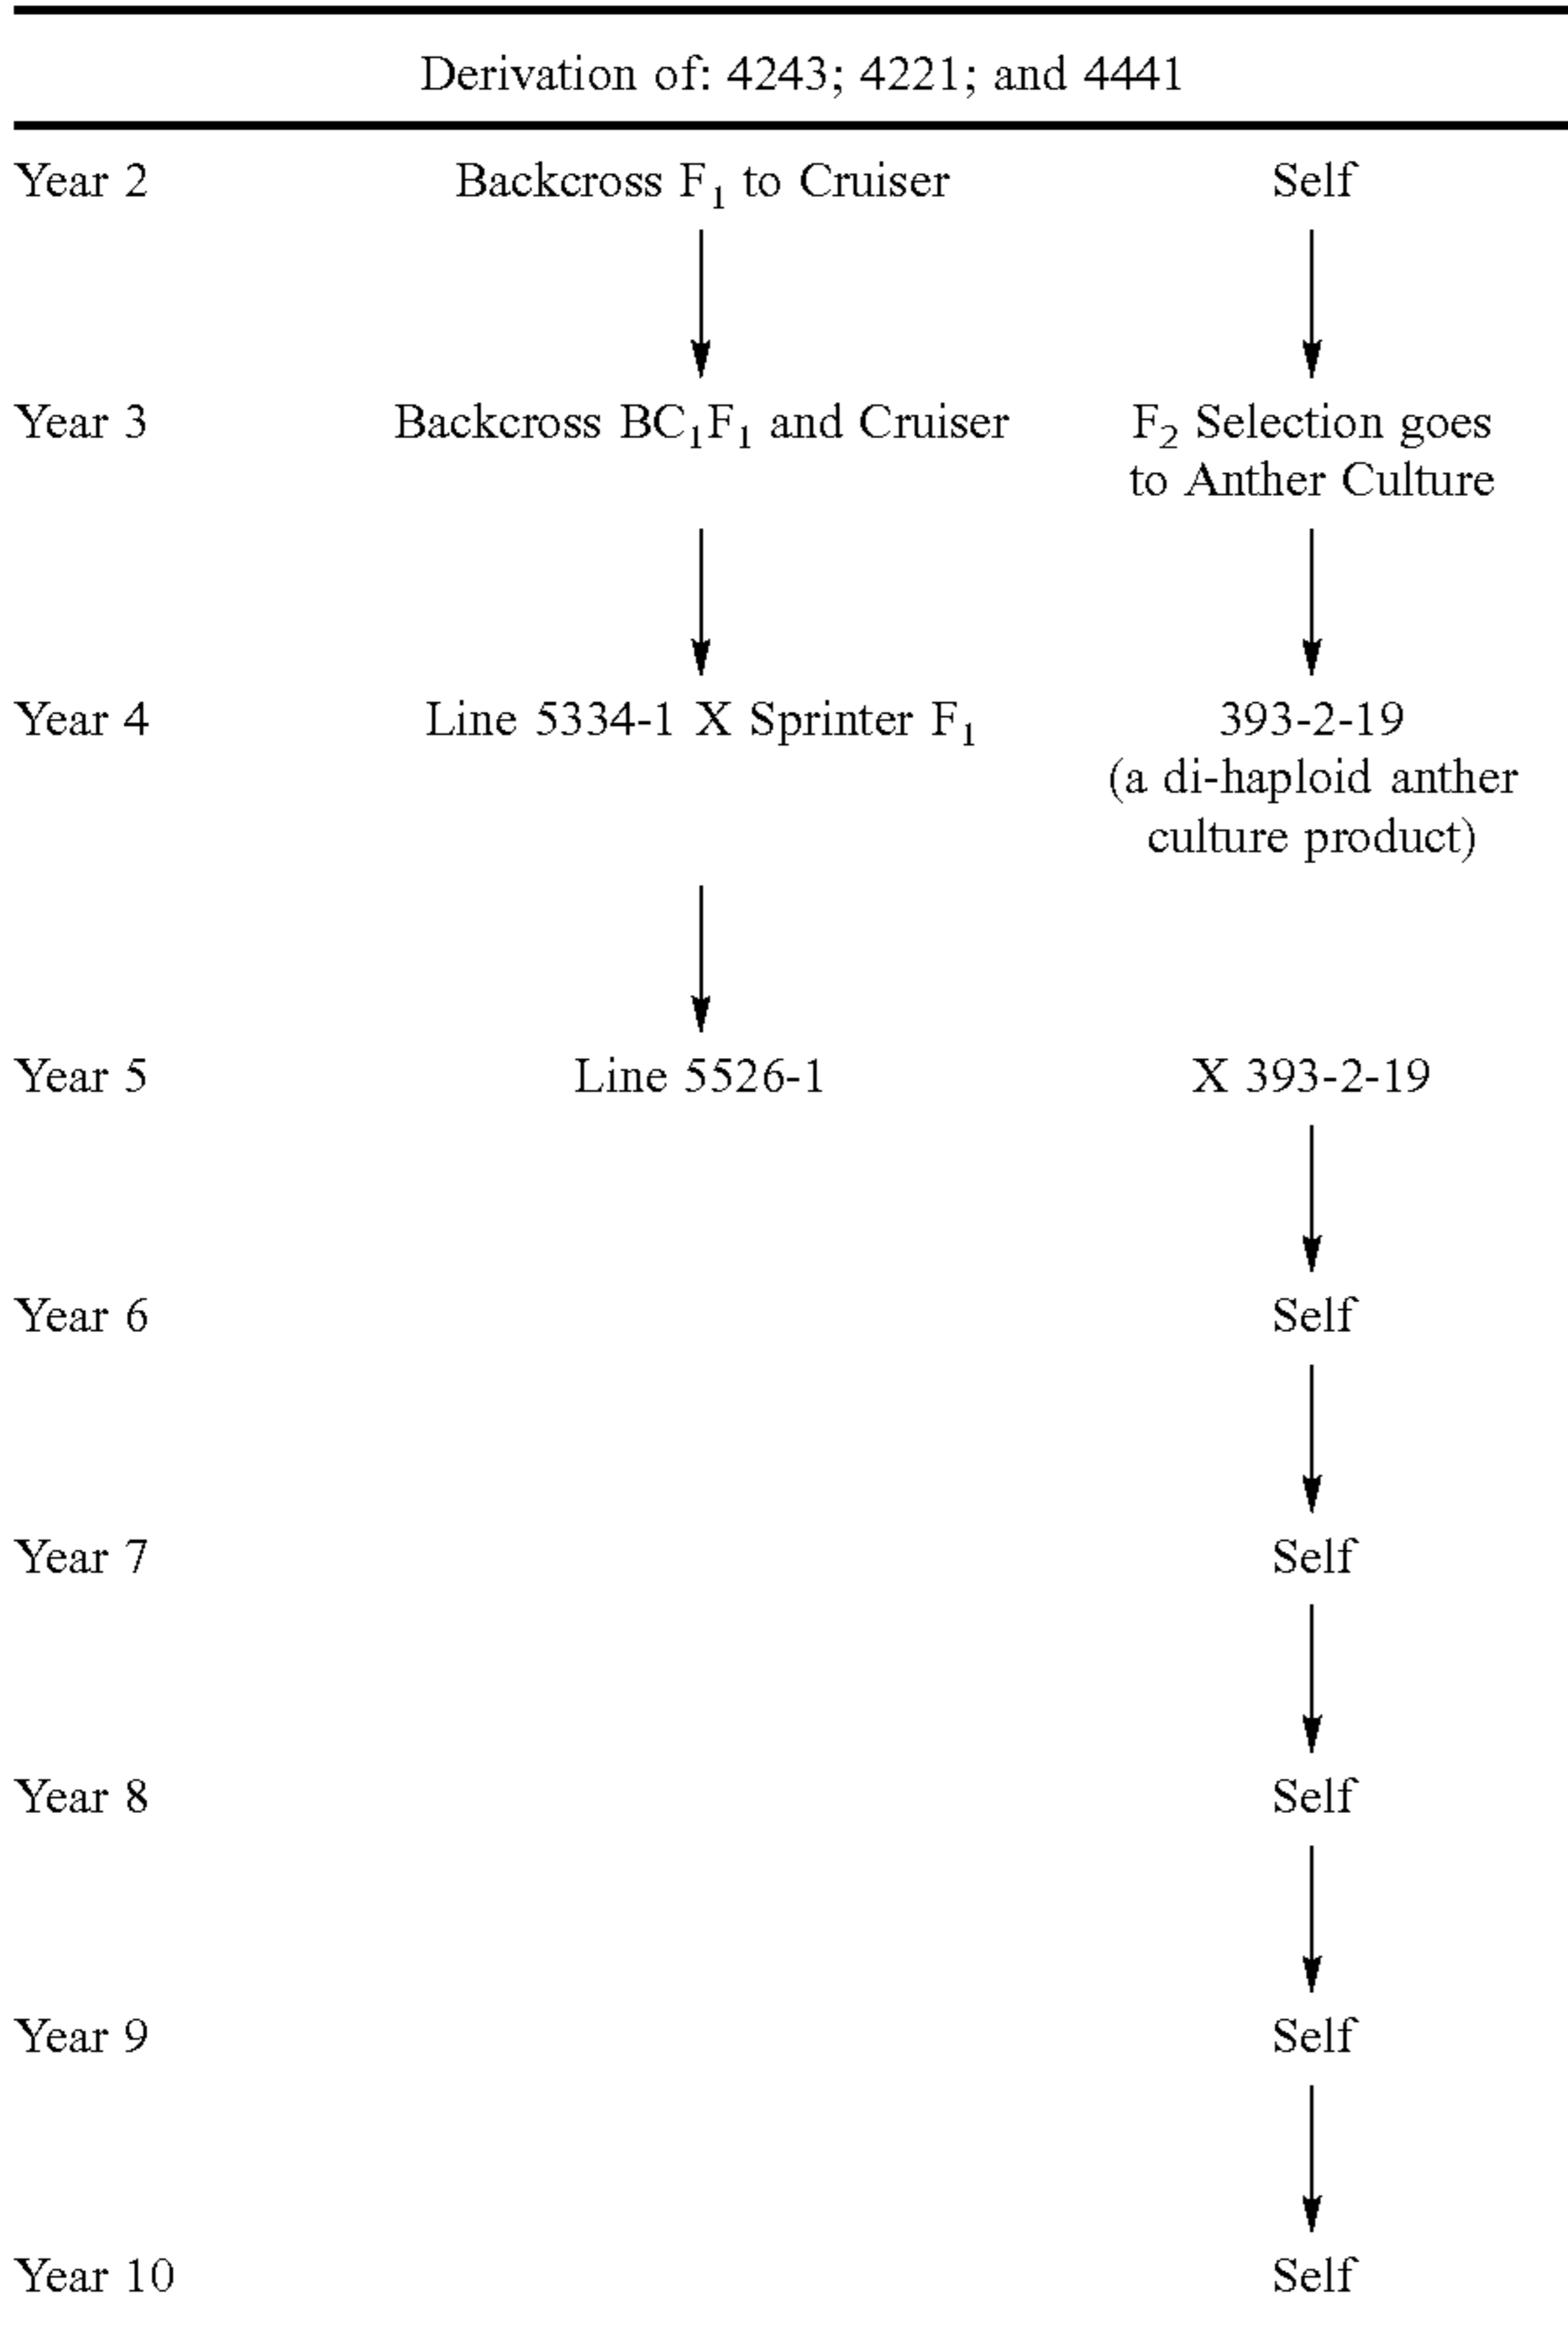 Derivation of: 4243; 4221; and 4441
Year 2 Backcross F₁ to Cruiser Self
Year 3 Backcross BC₁F₁ and Cruiser F₂ Selection goes
to Anther Culture
Year 4 Line 5334-1 X Sprinter F₁ 393-2-19
(a di-haploid anther
culture product)
Year 5 Line 5526-1 X 393-2-19
Year 6 Self
Year 7 Self
Year 8 Self
Year 9 Self
Year 10 Self